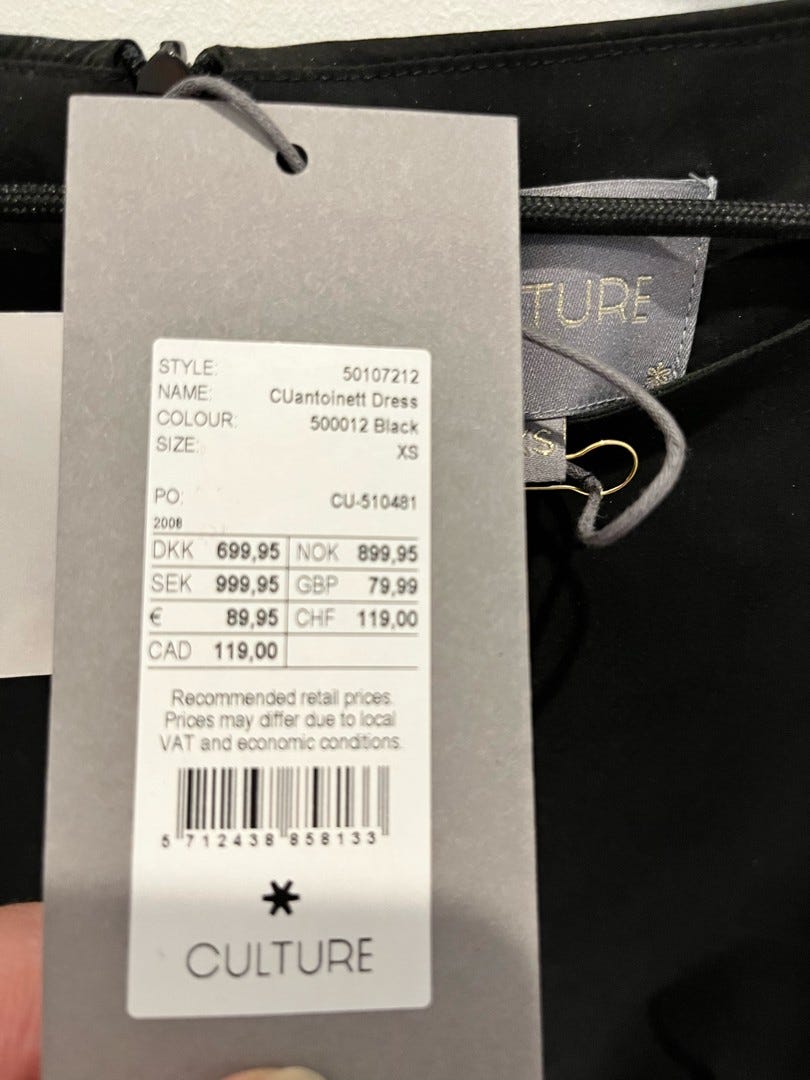 STYLE: 50107212
NAME: CUantoinett Dress
COLOUR: 500012 Black
SIZE: XS
PO: CU-510481
2008
DKK 699,95 NOK 899,95
SEK 999,95 GBP 79,99
€ 89,95 CHF 119,00
CAD 119,00
Recommended retail prices.
Prices may differ due to local
VAT and economic conditions.
5 712438 858133
CULTURE
TURE
XS